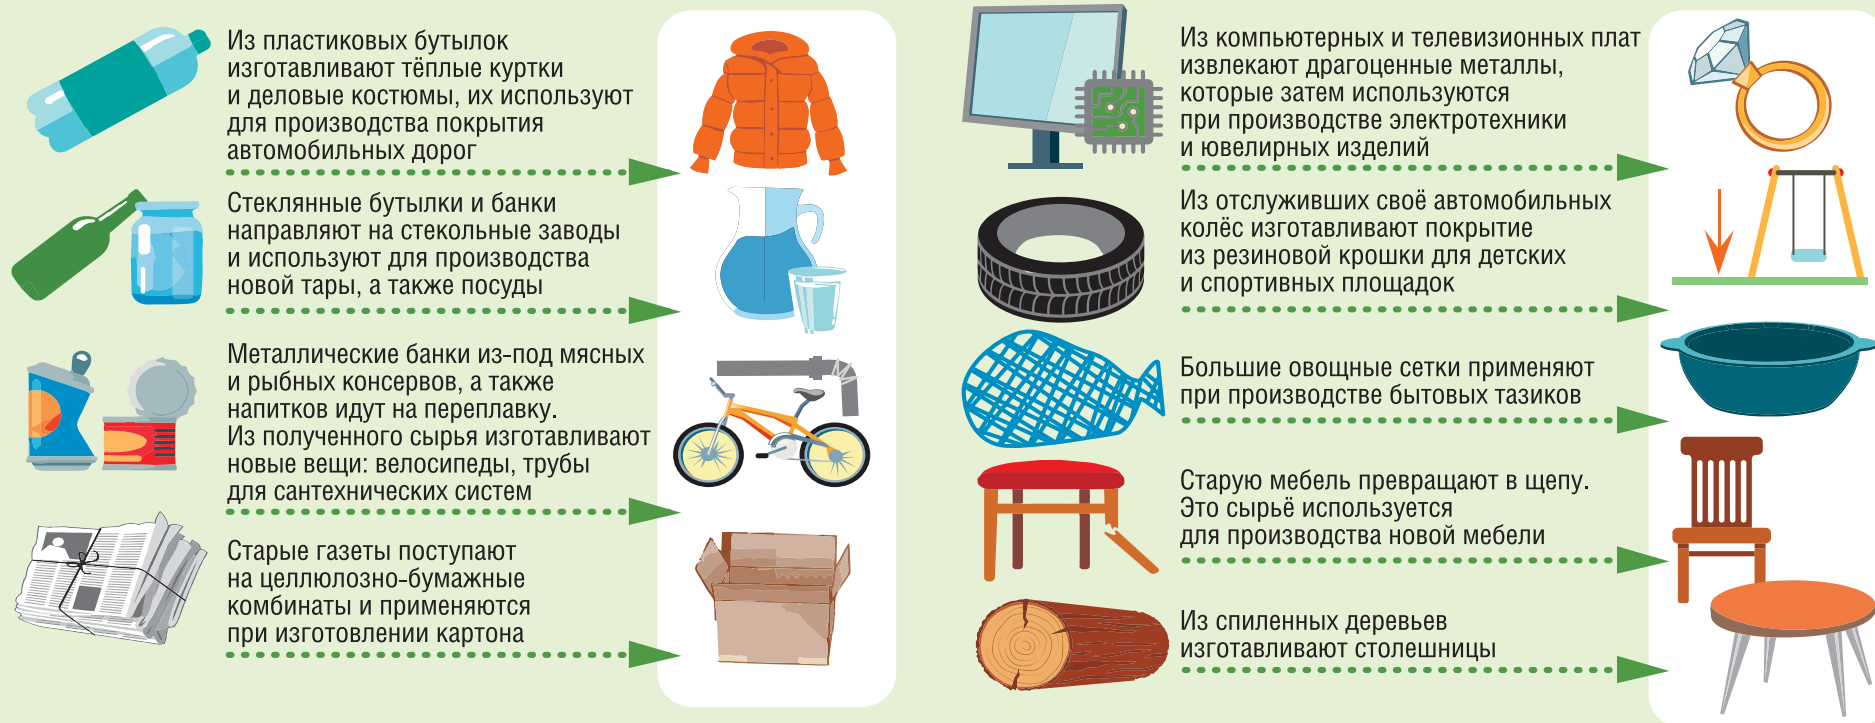 Из пластиковых бутылок
изготавливают тёплые куртки
и деловые костюмы, их используют
для производства покрытия
автомобильных дорог
Стеклянные бутылки и банки
направляют на стекольные заводы
и используют для производства
новой тары, а также посуды
Металлические банки из-под мясных
и рыбных консервов, а также
напитков идут на переплавку.
Из полученного сырья изготавливают
новые вещи: велосипеды, трубы
для сантехнических систем
Старые газеты поступают
на целлюлозно-бумажные
комбинаты и применяются
при изготовлении картона
Из компьютерных и телевизионных плат
извлекают драгоценные металлы,
которые затем используются
при производстве электротехники
и ювелирных изделий
Из отслуживших своё автомобильных
колёс изготавливают покрытие
из резиновой крошки для детских
и спортивных площадок
Большие овощные сетки применяют
при производстве бытовых тазиков
Старую мебель превращают в щепу.
Это сырьё используется
для производства новой мебели
Из спиленных деревьев
изготавливают столешницы